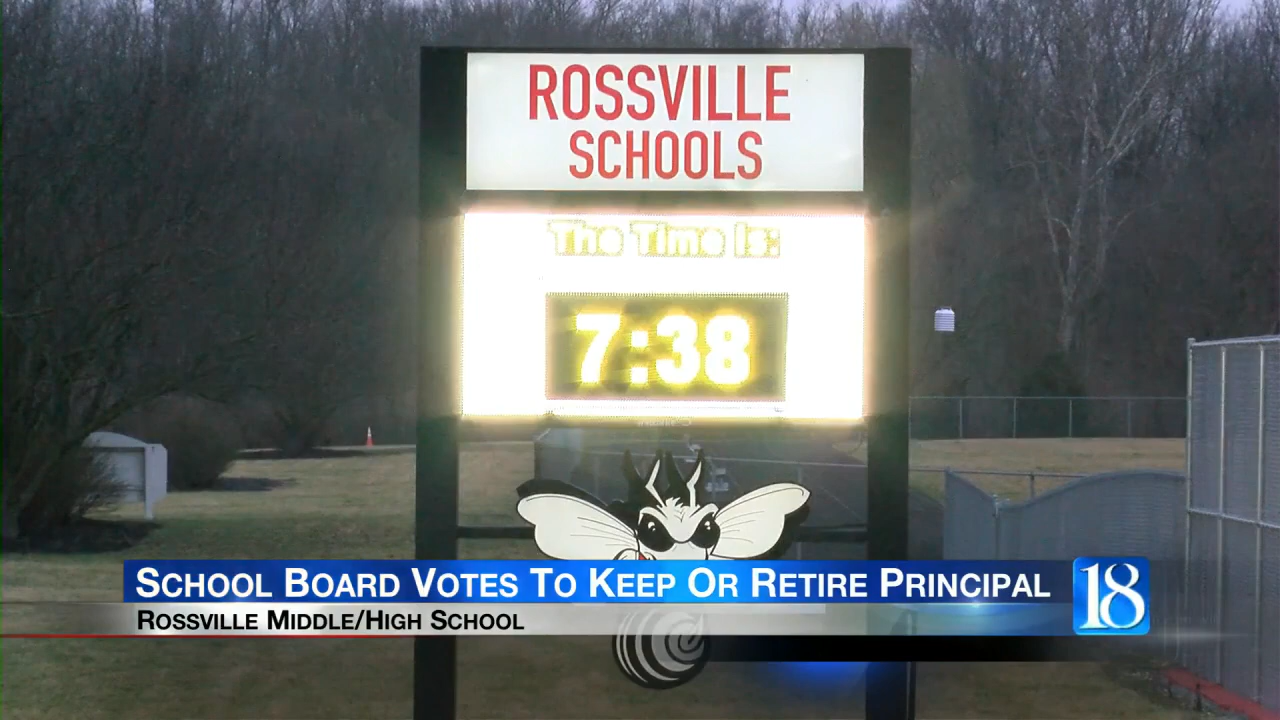 ROSSVILLE
SCHOOLS
The Time Is:
7:38
SCHOOL BOARD VOTES TO KEEP OR RETIRE PRINCIPAL
18
ROSSVILLE MIDDLE/HIGH SCHOOL